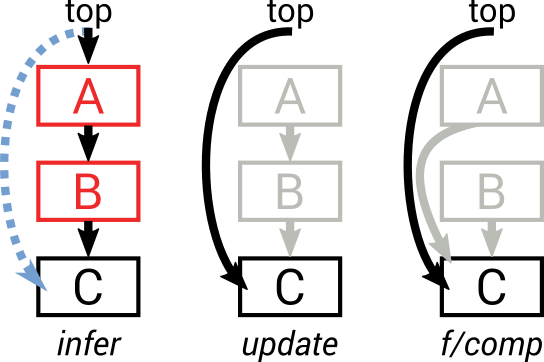 top top top
A A A
B B B
C C C
infer update f/comp